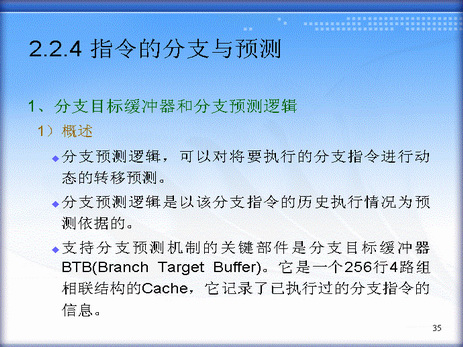 2.2.4 指令的分支与预测
1、分支目标缓冲器和分支预测逻辑
1）概述
分支预测逻辑，可以对将要执行的分支指令进行动
态的转移预测。
分支预测逻辑是以该分支指令的历史执行情况为预
测依据的。
支持分支预测机制的关键部件是分支目标缓冲器
BTB(Branch Target Buffer)。它是一个256行4路组
相联结构的Cache，它记录了已执行过的分支指令的
信息。
35